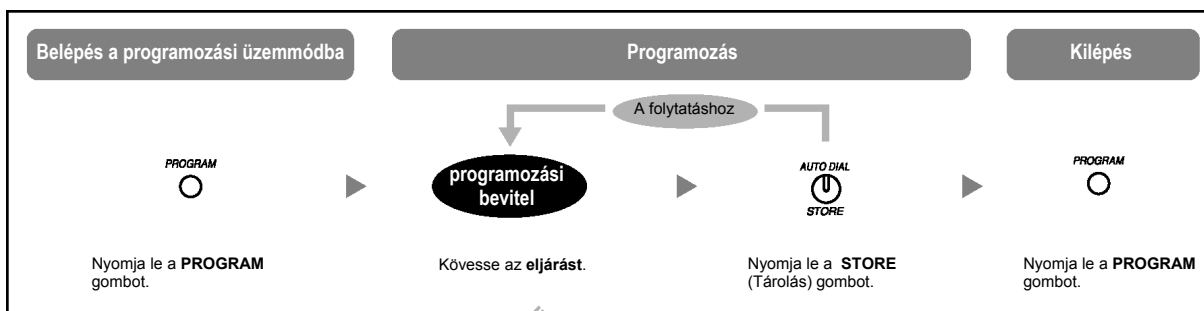 Belépés a programozási üzemmódba
Programozás
Kilépés
A folytatáshoz
PROGRAM
programozási
bevitel
AUTO DIAL
STORE
PROGRAM
Nyomja le a PROGRAM
gombot.
Kövesse az eljárást.
Nyomja le a STORE
(Tárolás) gombot.
Nyomja le a PROGRAM
gombot.